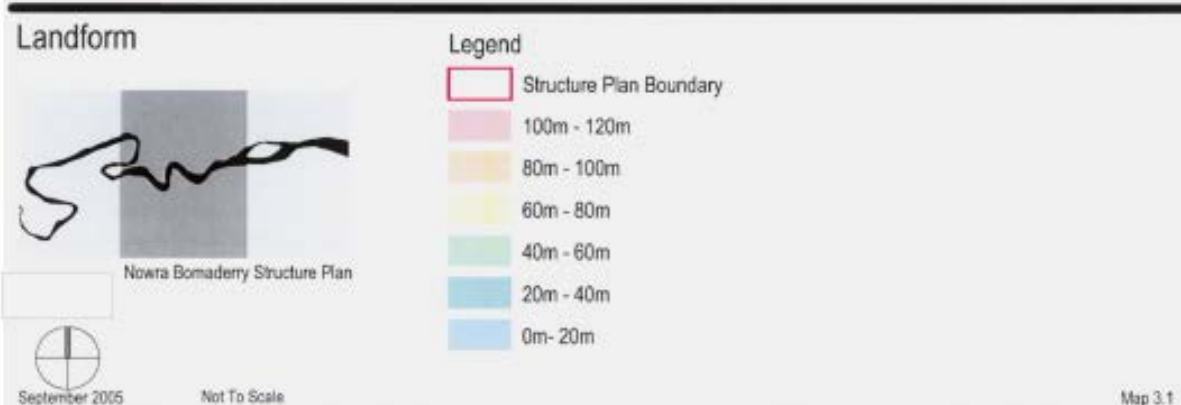 Landform
Nowra Bomaderry Structure Plan
September 2005
Not To Scale
Legend
Structure Plan Boundary
100m - 120m
80m - 100m
60m - 80m
40m - 60m
20m - 40m
0m- 20m
Map 3.1